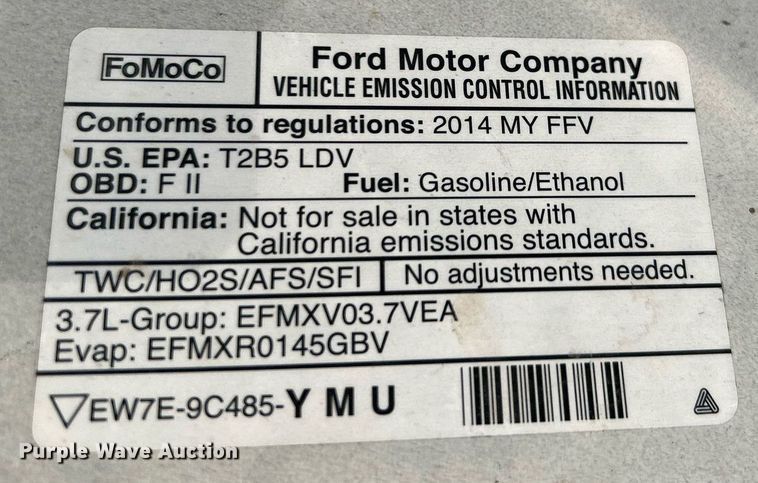 FoMoCo
Ford Motor Company
VEHICLE EMISSION CONTROL INFORMATION
Conforms to regulations: 2014 MY FFV
U.S. EPA: T2B5 LDV
OBD: F II Fuel: Gasoline/Ethanol
California: Not for sale in states with
California emissions standards.
TWC/HO2S/AFS/SFI No adjustments needed.
3.7L-Group: EFMXV03.7VEA
Evap: EFMXR0145GBV
EW7E-9C485-Y M U
Purple Wave Auction